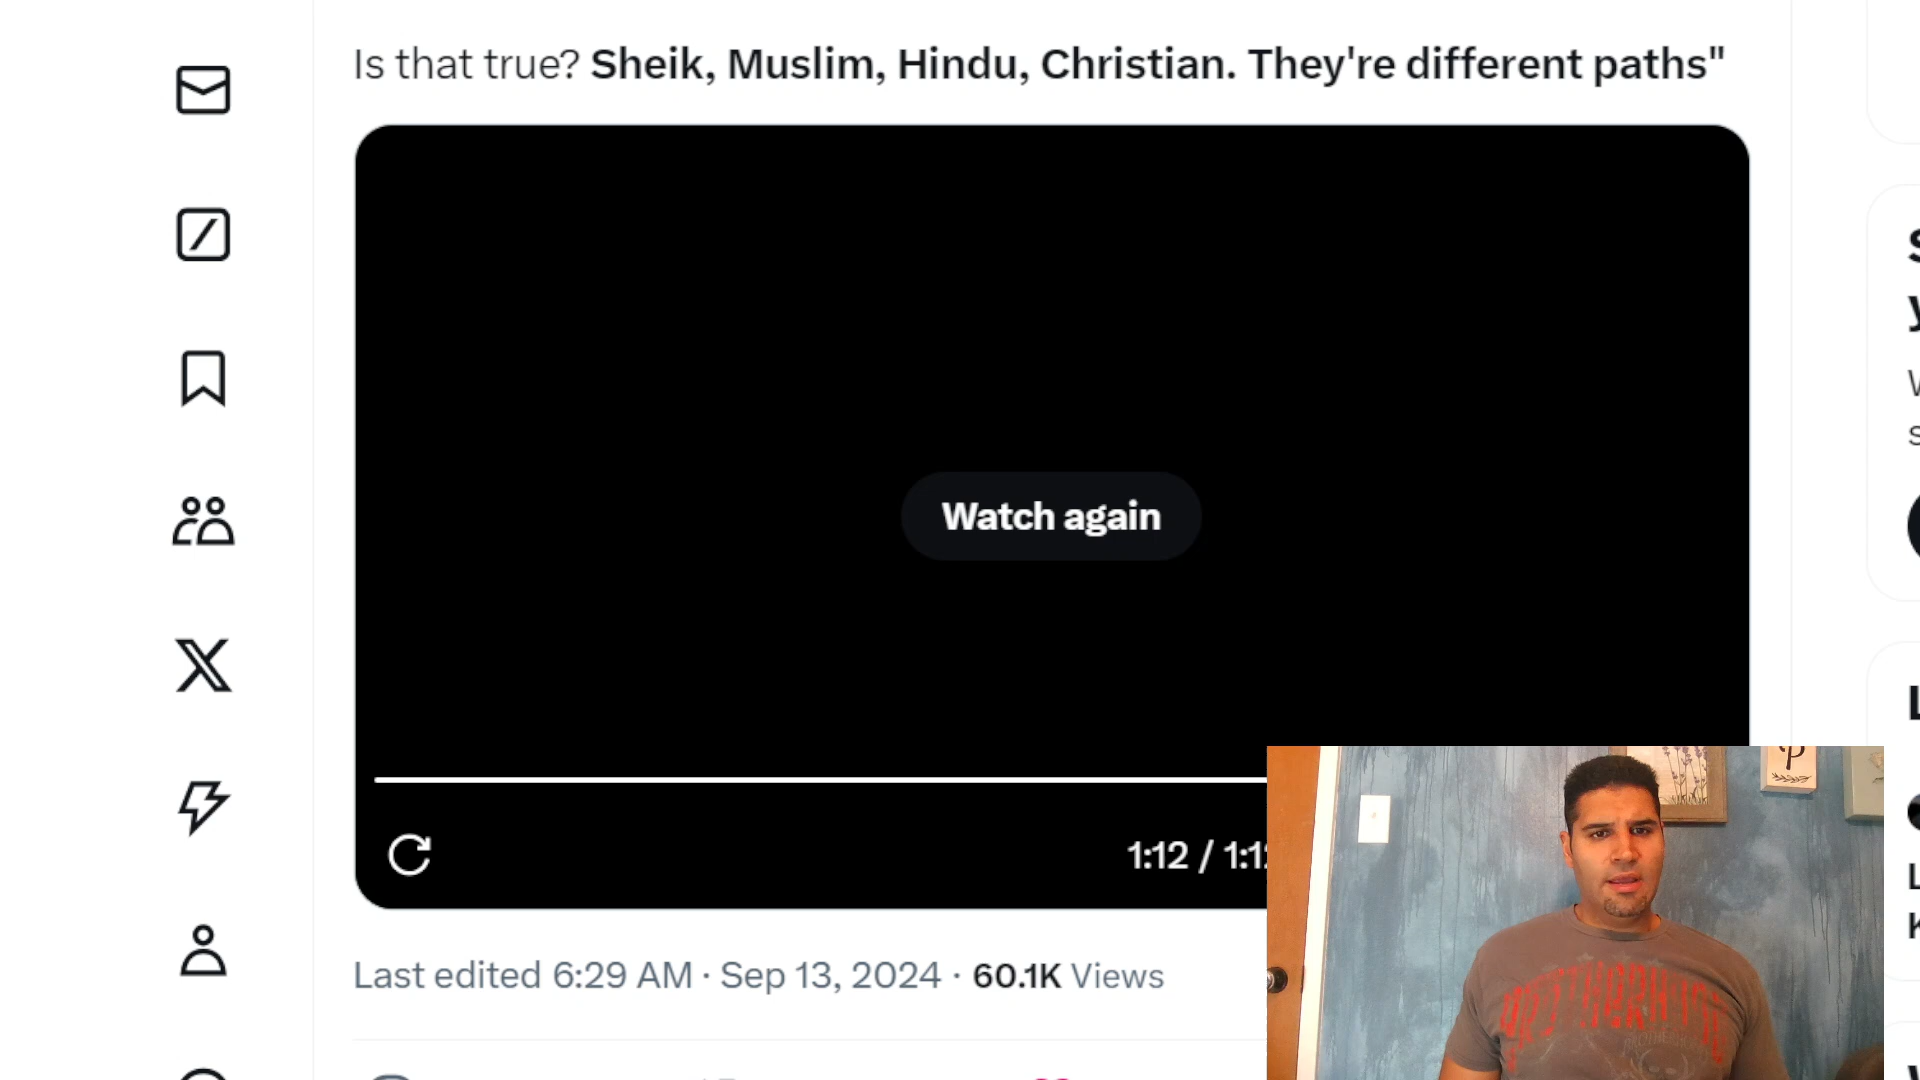 Is that true? Sheik, Muslim, Hindu, Christian. They're different paths"
Watch again
1:12 / 1:1
Last edited 6:29 AM · Sep 13, 2024 · 60.1K Views